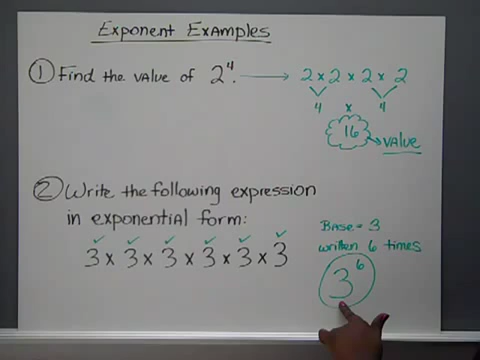 Exponent Examples
① Find the value of 2⁴. → 2 × 2 × 2 × 2
4 × 4
16 → value
② Write the following expression
in exponential form:
3 × 3 × 3 × 3 × 3 × 3
Base = 3
written 6 times
3⁶